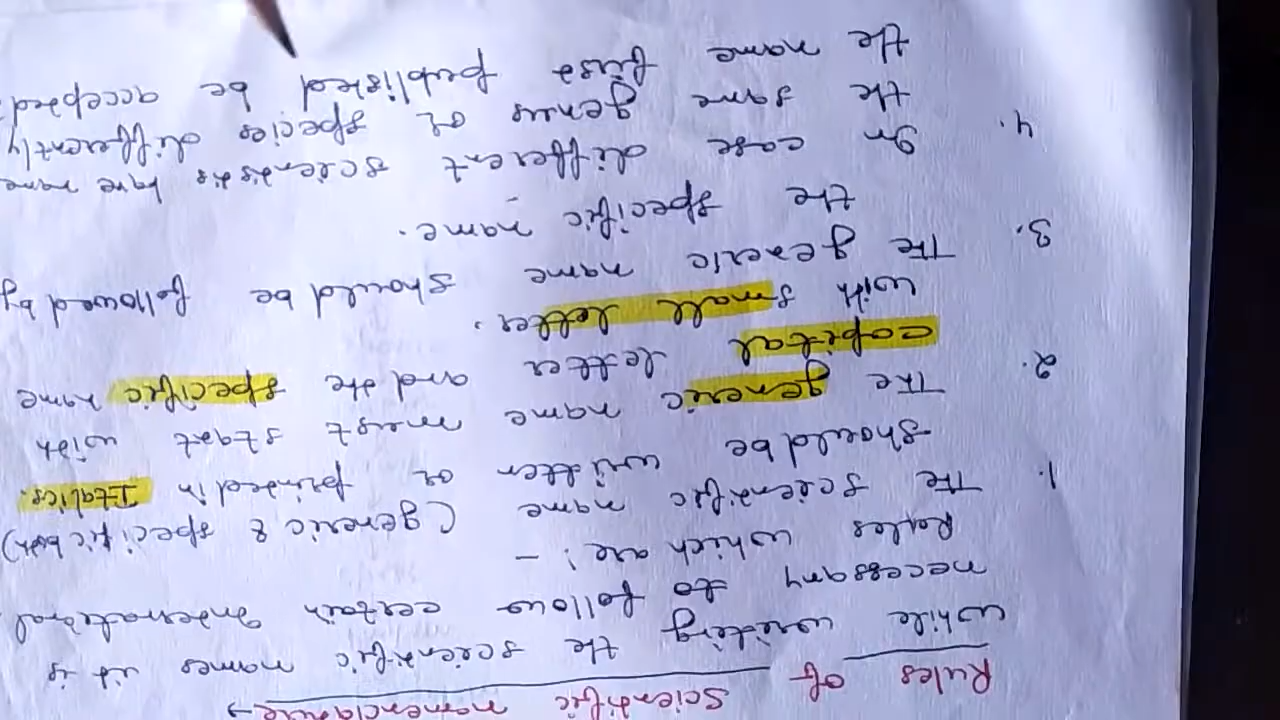 Rules of Scientific nomenclature →
While writing the scientific names it is
necessary to follow certain International
Rules which are:-
1. The scientific name (generic & specific both)
should be written or printed in Italics.
2. The generic name must start with
capital letter and the specific name
with small letter.
3. The generic name should be followed by
the specific name.
4. In case different scientists have name
the same genus or species differently
the name first published be accepted.